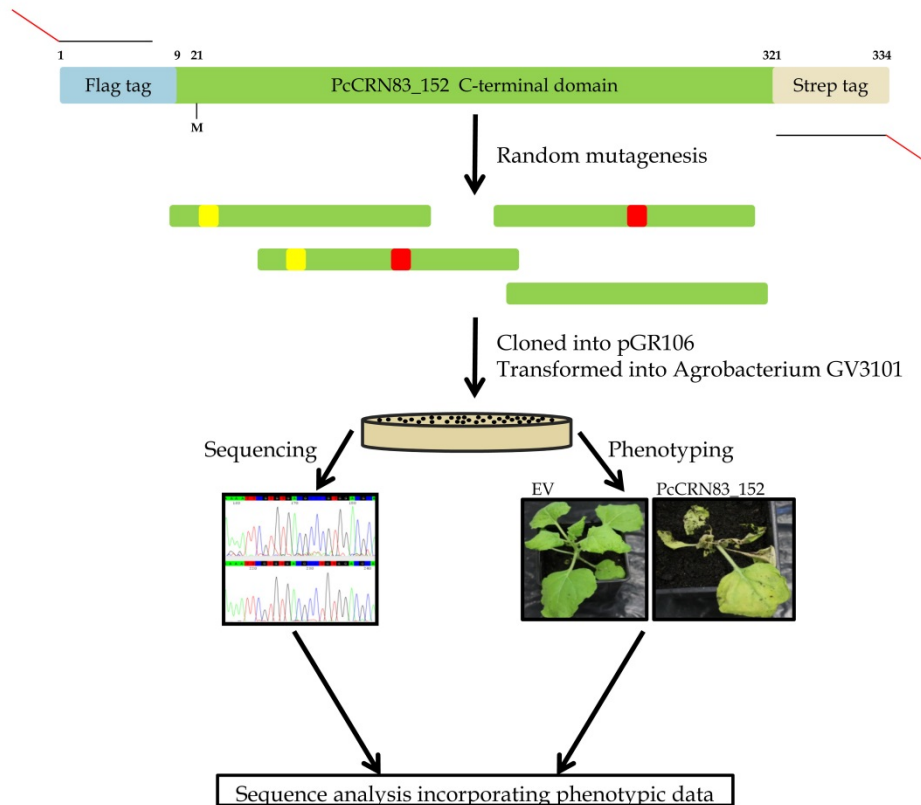 1 9 21 321 334
Flag tag PcCRN83_152 C-terminal domain Strep tag
M
Random mutagenesis
Cloned into pGR106
Transformed into Agrobacterium GV3101
Sequencing Phenotyping
EV PcCRN83_152
Sequence analysis incorporating phenotypic data